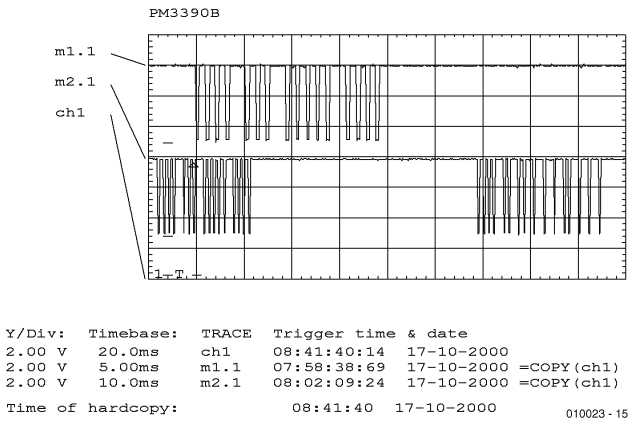 PM3390B
m1.1
m2.1
ch1
1 T
Y/Div: Timebase: TRACE Trigger time & date
2.00 V 20.0ms ch1 08:41:40:14 17-10-2000
2.00 V 5.00ms m1.1 07:58:38:69 17-10-2000 =COPY(ch1)
2.00 V 10.0ms m2.1 08:02:09:24 17-10-2000 =COPY(ch1)
Time of hardcopy: 08:41:40 17-10-2000
010023 - 15